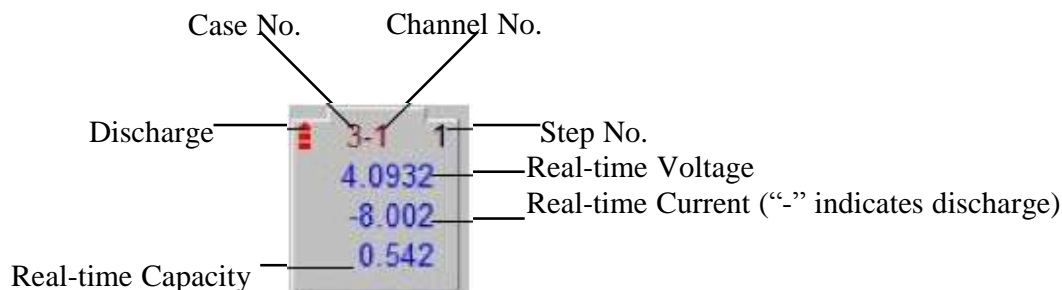 Case No. Channel No.
Discharge 3-1 1 Step No.
4.0932 Real-time Voltage
-8.002 Real-time Current (“-” indicates discharge)
0.542
Real-time Capacity